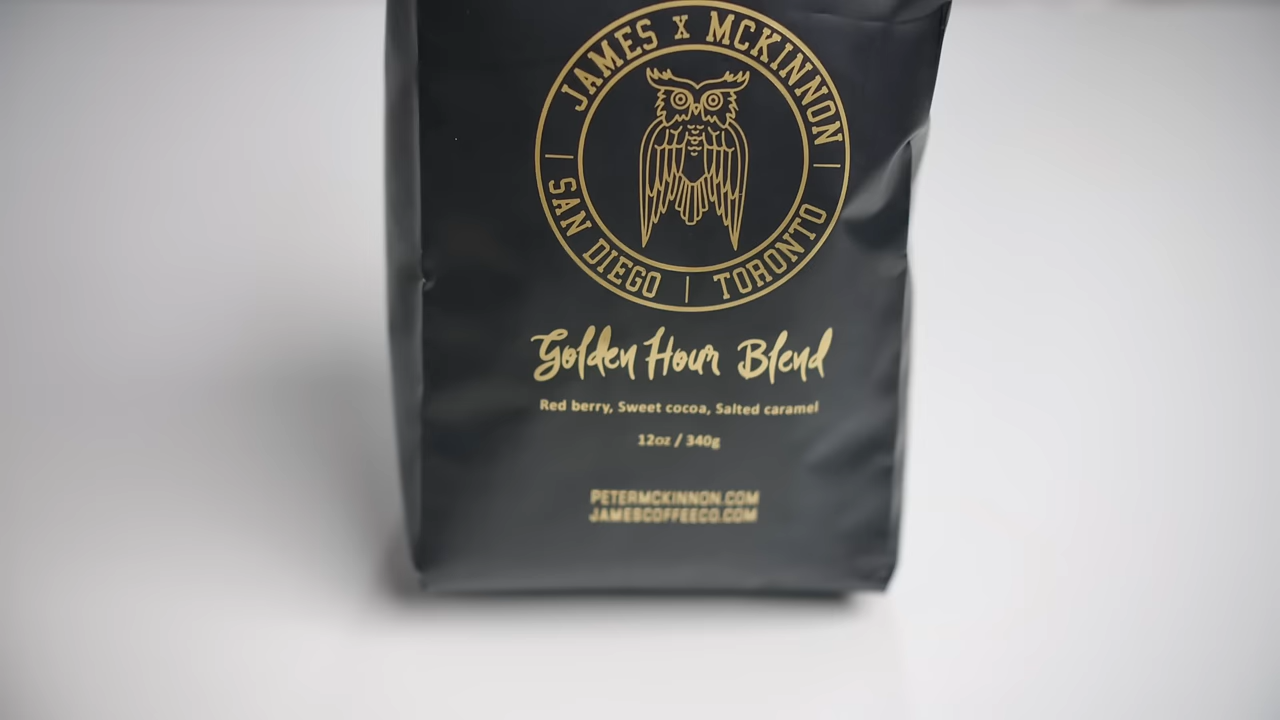 JAMES X MCKINNON
| SAN DIEGO | TORONTO |
Golden Hour Blend
Red berry, Sweet cocoa, Salted caramel
12oz / 340g
PETERMCKINNON.COM
JAMESCOFFEECO.COM